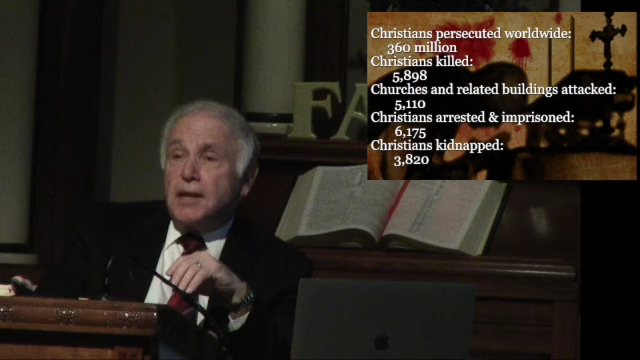 Christians persecuted worldwide:
360 million
Christians killed:
5,898
Churches and related buildings attacked:
5,110
Christians arrested & imprisoned:
6,175
Christians kidnapped:
3,820
FA